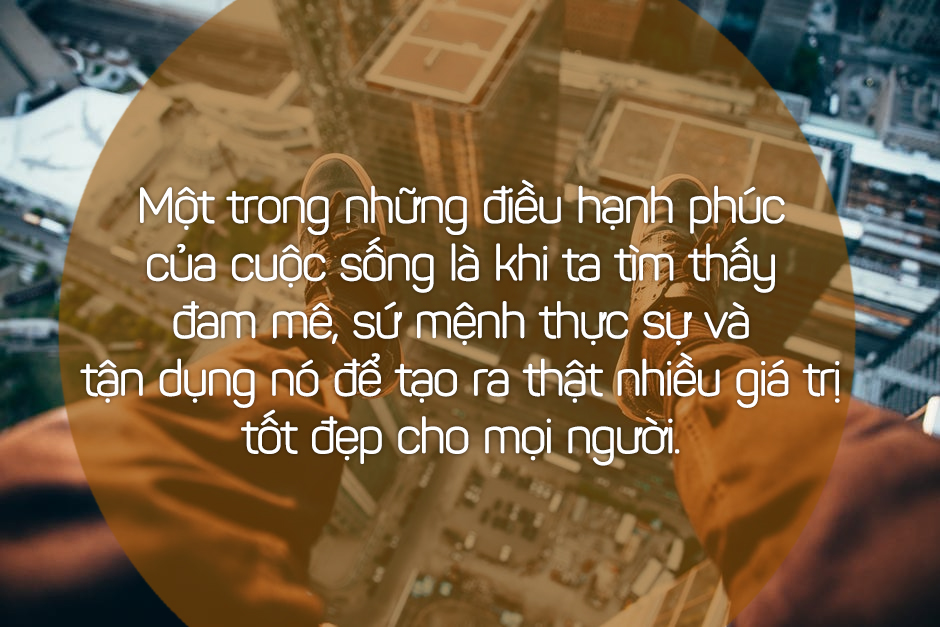 Một trong những điều hạnh phúc
của cuộc sống là khi ta tìm thấy
đam mê, sứ mệnh thực sự và
tận dụng nó để tạo ra thật nhiều giá trị
tốt đẹp cho mọi người.